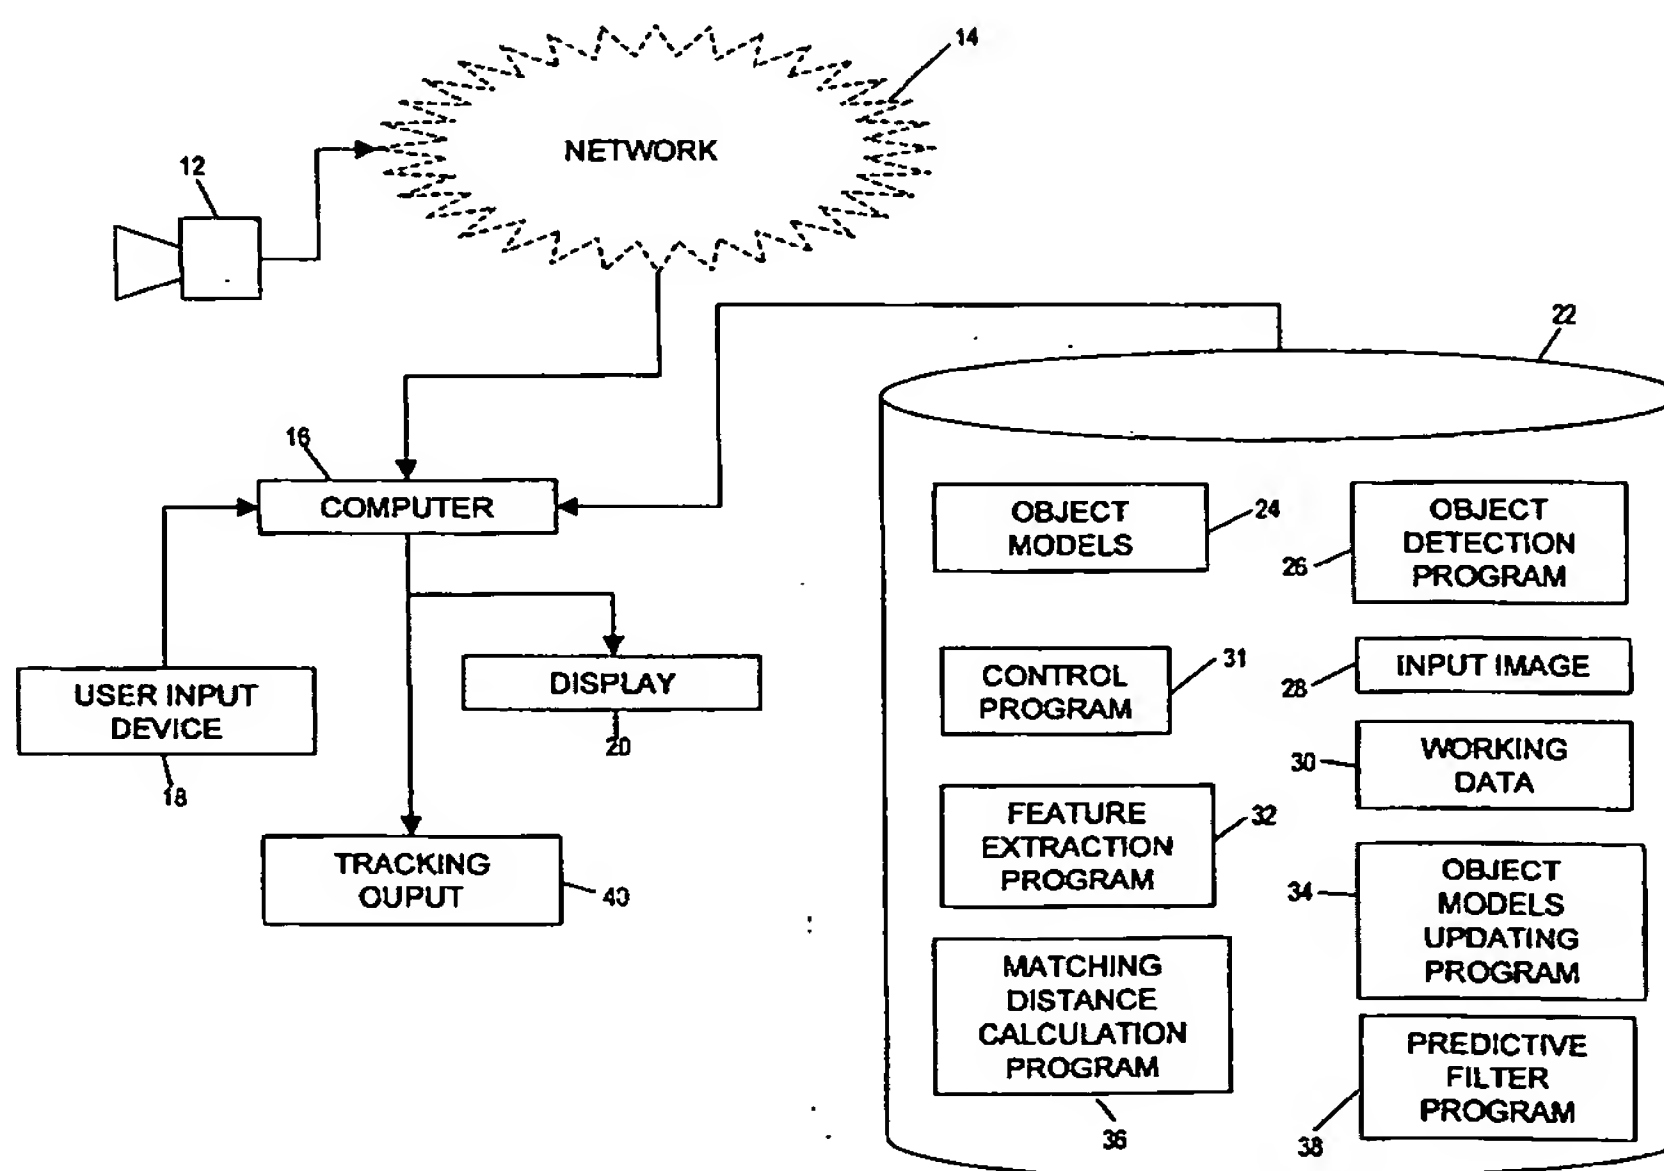 14
NETWORK
12
22
16
COMPUTER
OBJECT
MODELS
24
OBJECT
DETECTION
PROGRAM
26
CONTROL
PROGRAM
31
INPUT IMAGE
28
USER INPUT
DEVICE
18
DISPLAY
20
WORKING
DATA
30
FEATURE
EXTRACTION
PROGRAM
32
TRACKING
OUPUT
40
OBJECT
MODELS
UPDATING
PROGRAM
34
MATCHING
DISTANCE
CALCULATION
PROGRAM
36
PREDICTIVE
FILTER
PROGRAM
38